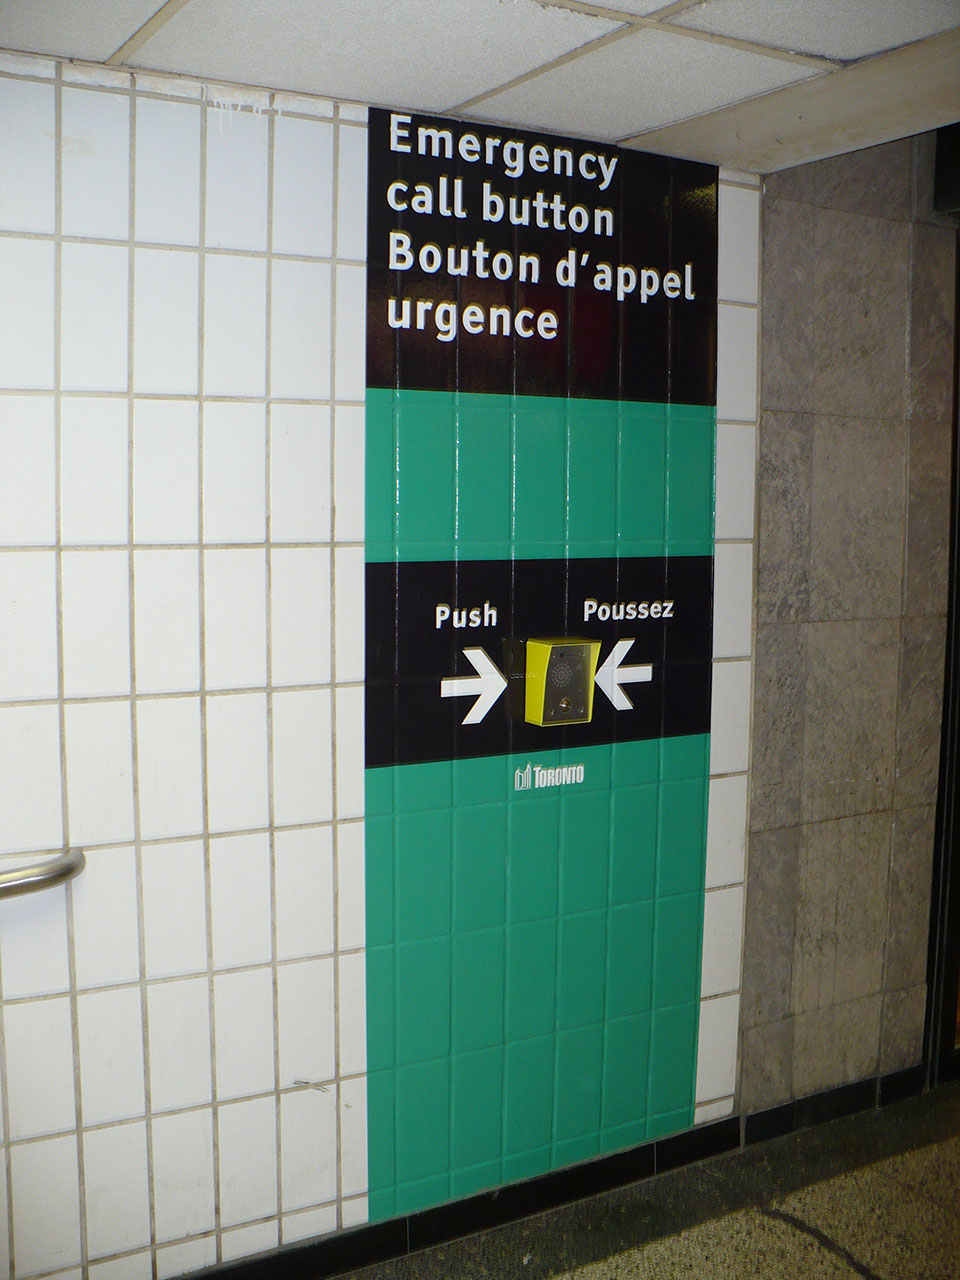 Emergency
call button
Bouton d'appel
urgence
Push Poussez
TORONTO